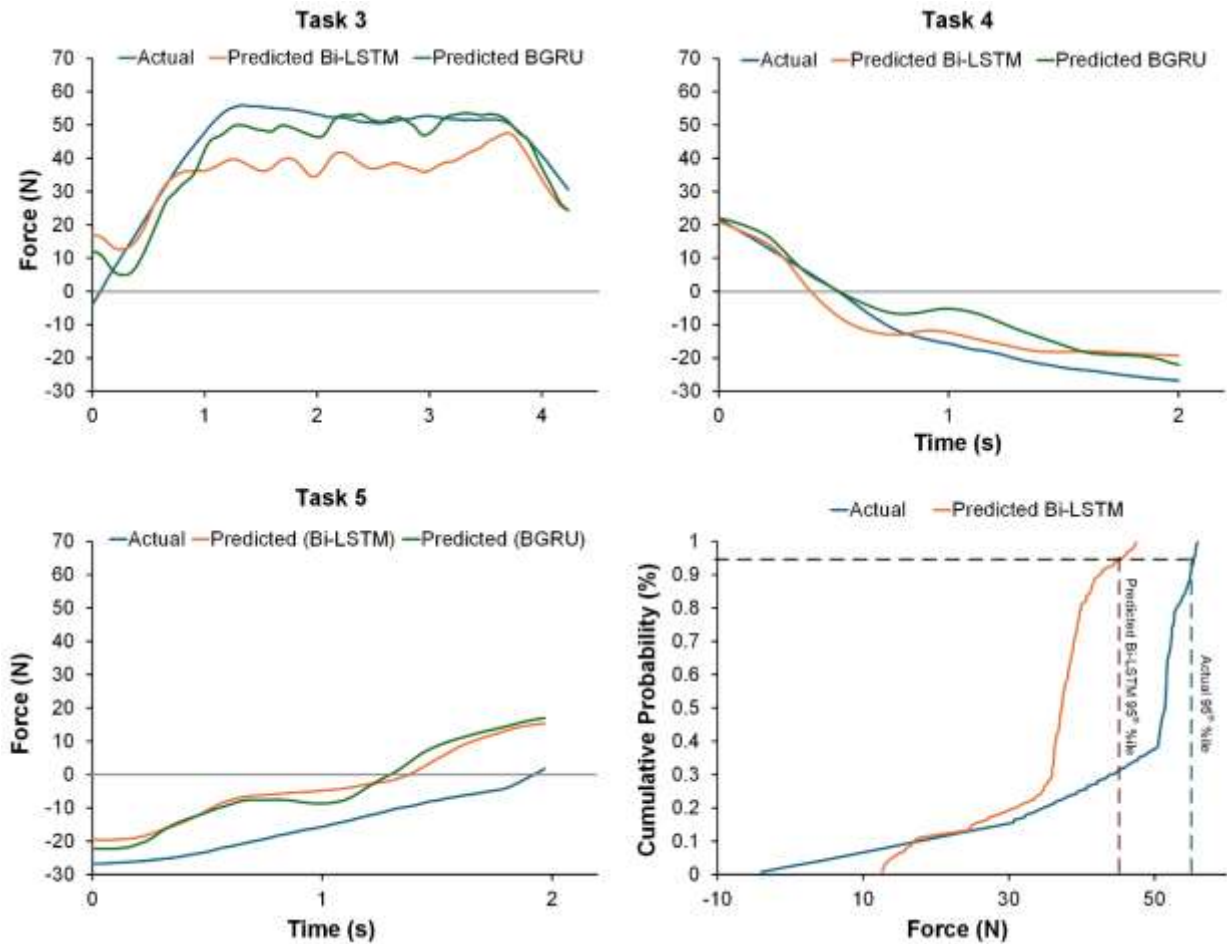 Task 3
Actual Predicted Bi-LSTM Predicted BGRU
70
60
50
40
30
20
10
0
-10
-20
-30
Force (N)
0 1 2 3 4
Task 4
Actual Predicted Bi-LSTM Predicted BGRU
70
60
50
40
30
20
10
0
-10
-20
-30
0 1 2
Time (s)
Task 5
Actual Predicted (Bi-LSTM) Predicted (BGRU)
70
60
50
40
30
20
10
0
-10
-20
-30
Force (N)
0 1 2
Time (s)
Actual Predicted Bi-LSTM
1
0.9
0.8
0.7
0.6
0.5
0.4
0.3
0.2
0.1
0
Cumulative Probability (%)
Predicted Bi-LSTM 95th %ile
Actual 95th %ile
-10 10 30 50
Force (N)